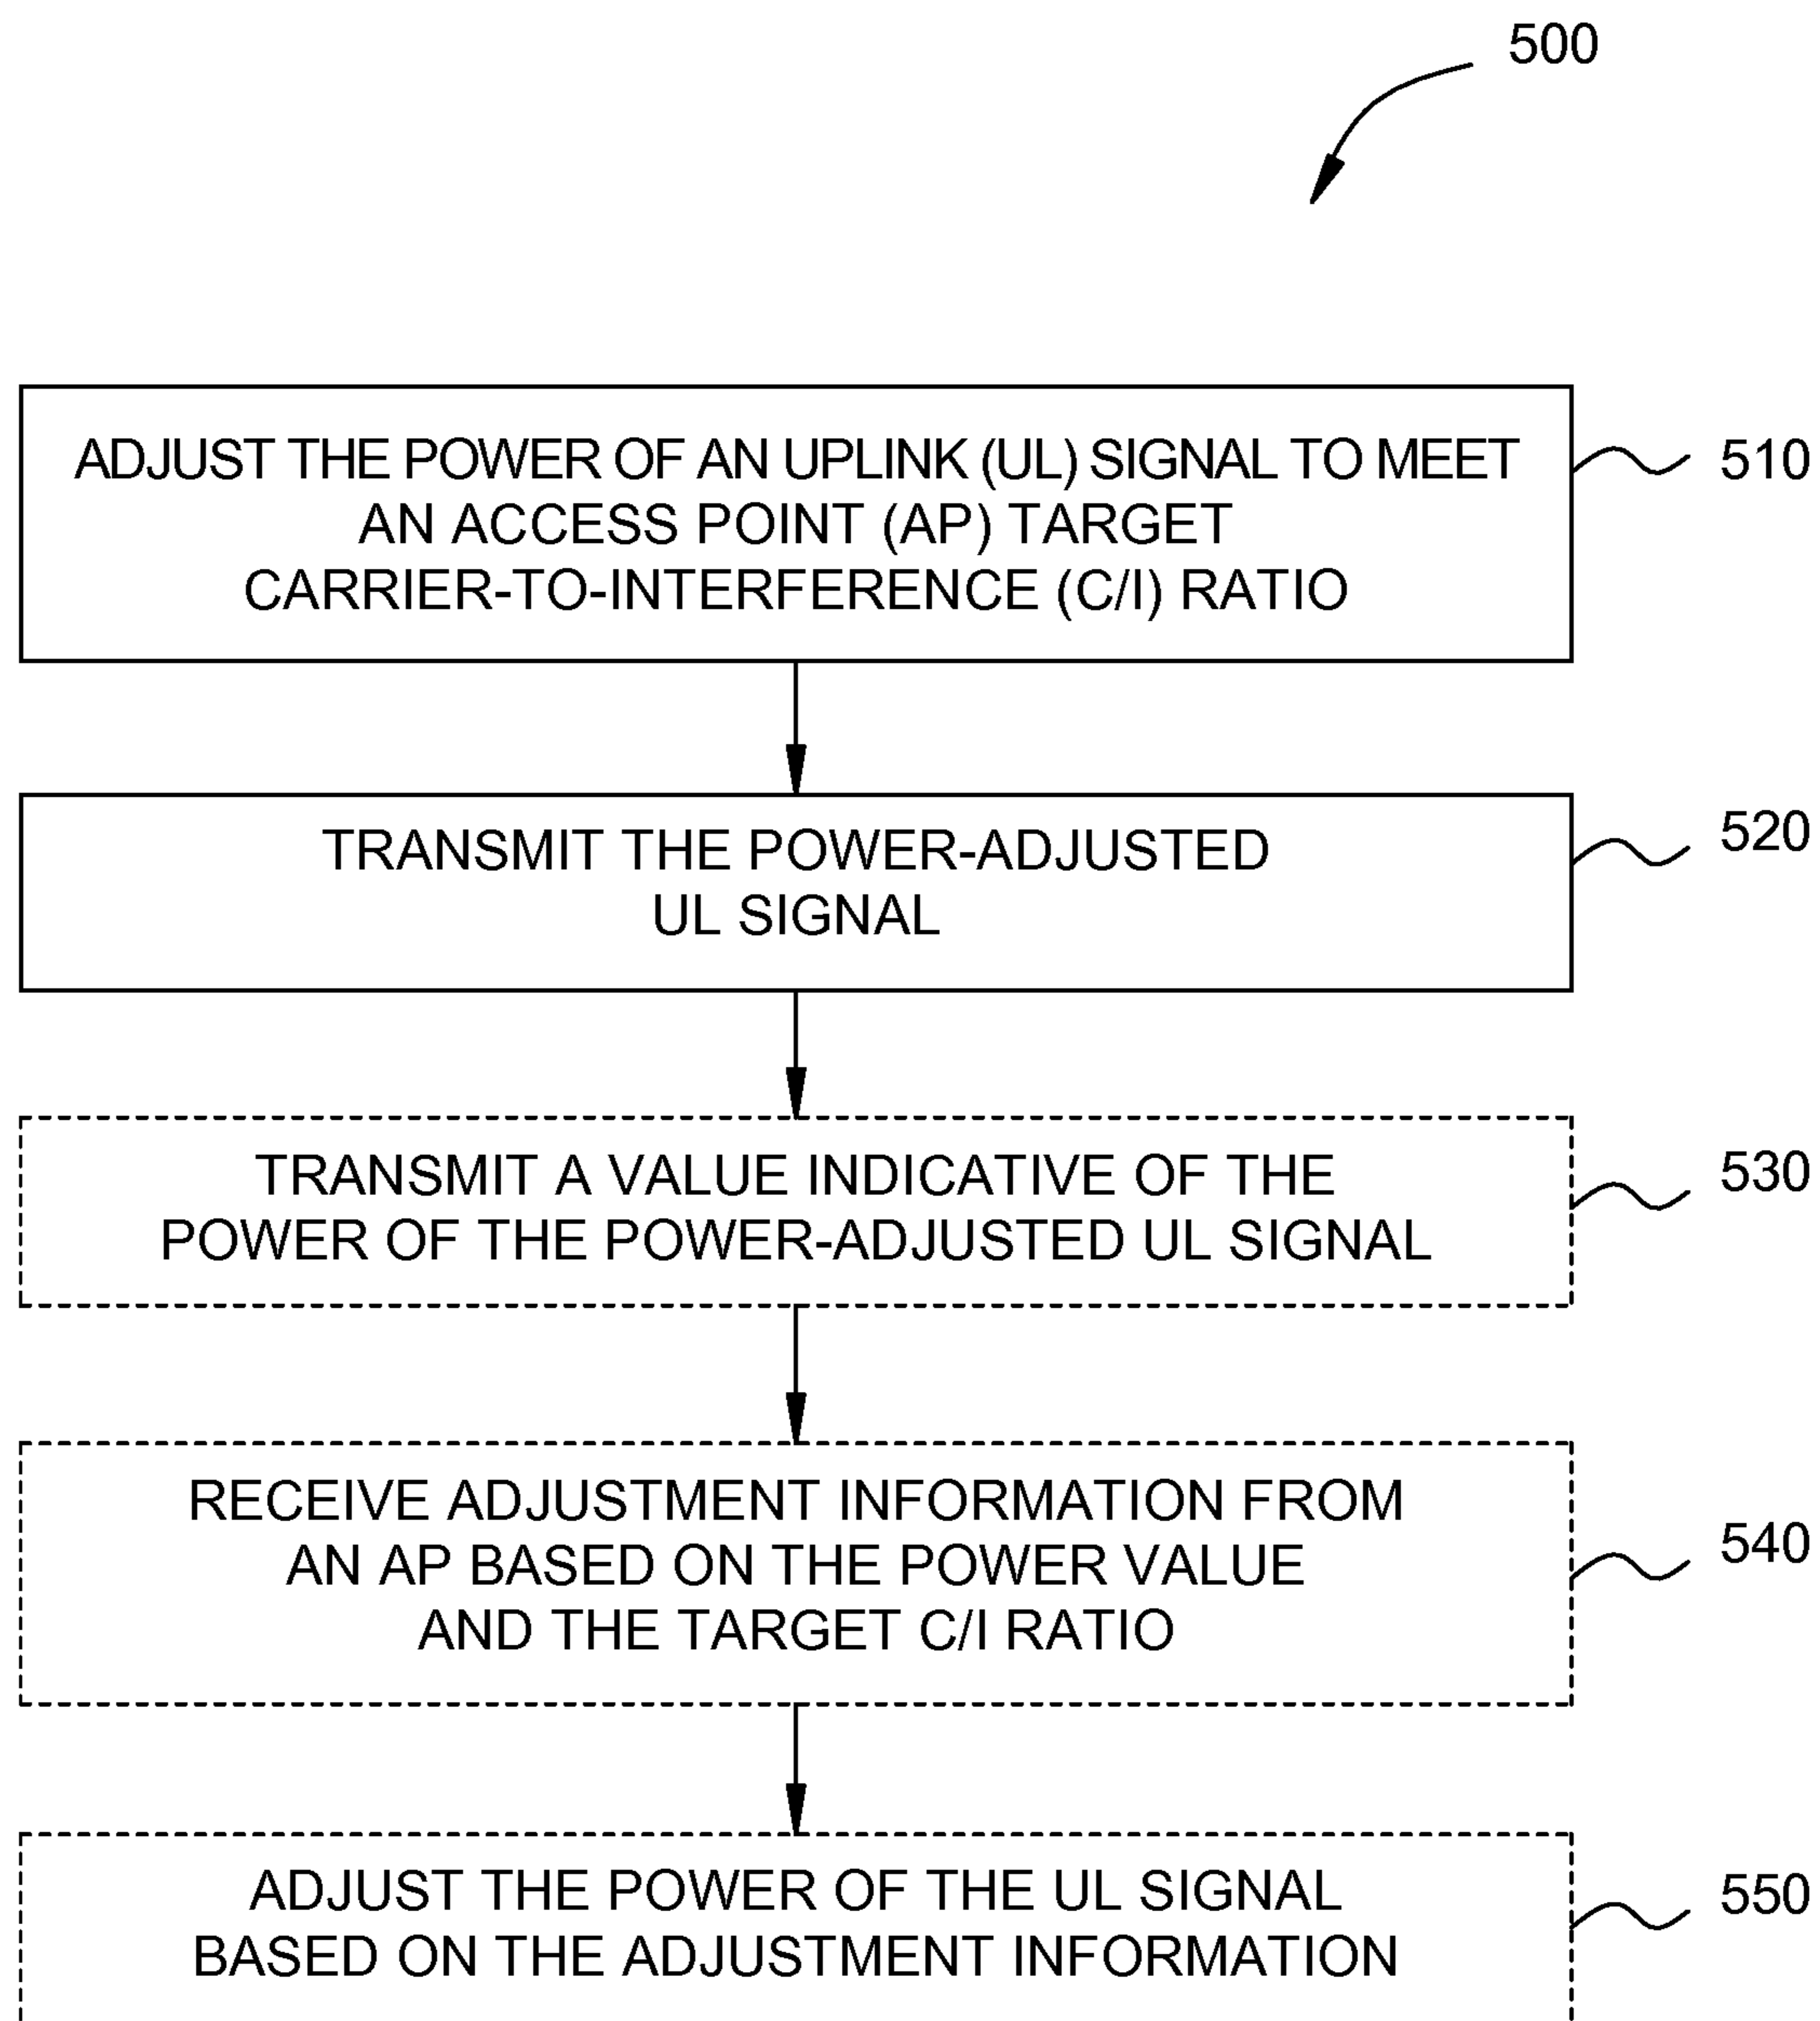 500
ADJUST THE POWER OF AN UPLINK (UL) SIGNAL TO MEET
AN ACCESS POINT (AP) TARGET
CARRIER-TO-INTERFERENCE (C/I) RATIO
510
TRANSMIT THE POWER-ADJUSTED
UL SIGNAL
520
TRANSMIT A VALUE INDICATIVE OF THE
POWER OF THE POWER-ADJUSTED UL SIGNAL
530
RECEIVE ADJUSTMENT INFORMATION FROM
AN AP BASED ON THE POWER VALUE
AND THE TARGET C/I RATIO
540
ADJUST THE POWER OF THE UL SIGNAL
BASED ON THE ADJUSTMENT INFORMATION
550